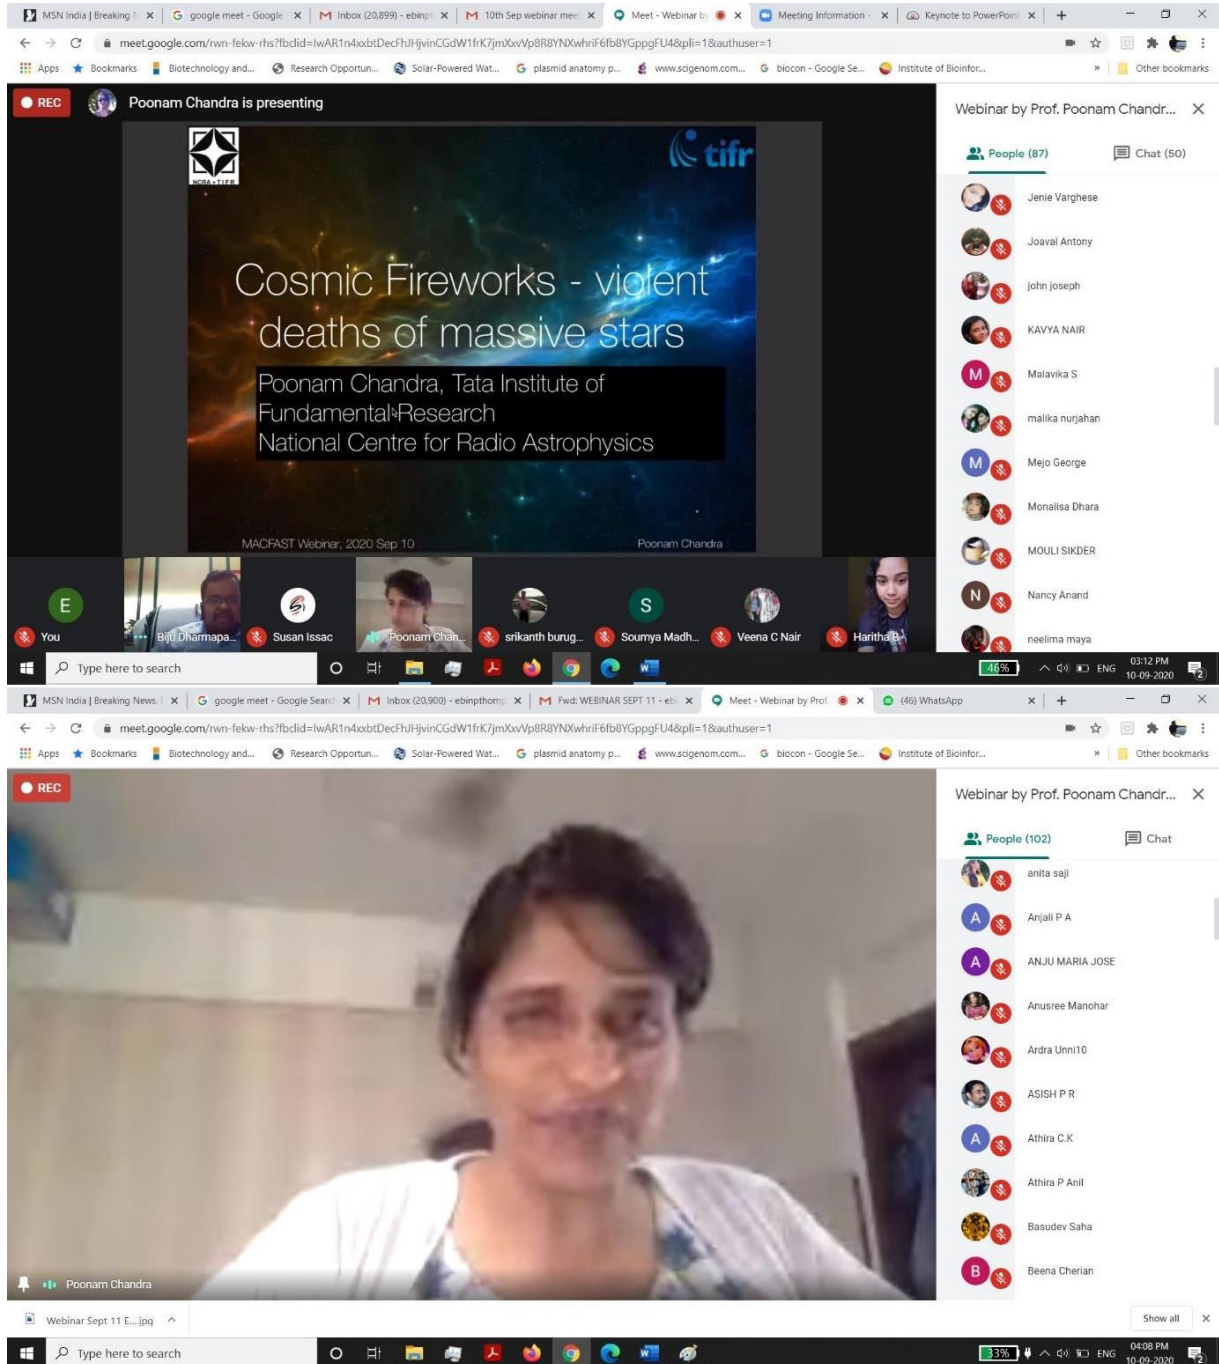 MSN India | Breaking N
google meet - Google
Inbox (20,899) - ebinpt
10th Sep webinar mee
Meet - Webinar by
Meeting Information -
Keynote to PowerPoin
meet.google.com/rwn-fekw-rhs?fbclid=IwAR1n4xxbtDecFhJHjvinCGdW1frK7jmXxvVp8R8YNXwhriF6fb8YGppgFU4&pli=1&authuser=1
Apps
Bookmarks
Biotechnology and...
Research Opportun...
Solar-Powered Wat...
plasmid anatomy p...
www.scigenom.com...
biocon - Google Se...
Institute of Bioinfor...
Other bookmarks
REC
Poonam Chandra is presenting
NCRA • TIFR
tifr
Cosmic Fireworks - violent
deaths of massive stars
Poonam Chandra, Tata Institute of
Fundamental Research
National Centre for Radio Astrophysics
MACFAST Webinar, 2020 Sep 10
Poonam Chandra
E
You
Biju Dharmapa...
Susan Issac
Poonam Chan...
srikanth burug...
S
Soumya Madh...
Veena C Nair
Haritha B
Webinar by Prof. Poonam Chandr...
People (87)
Chat (50)
Jenie Varghese
Joaval Antony
john joseph
KAVYA NAIR
M
Malavika S
malika nurjahan
M
Mejo George
Monalisa Dhara
MOULI SIKDER
N
Nancy Anand
neelima maya
Type here to search
46%
ENG
03:12 PM
10-09-2020
2
MSN India | Breaking News,
google meet - Google Search
Inbox (20,900) - ebinpthomp
Fwd: WEBINAR SEPT 11 - eb
Meet - Webinar by Prof.
(46) WhatsApp
meet.google.com/rwn-fekw-rhs?fbclid=IwAR1n4xxbtDecFhJHjvinCGdW1frK7jmXxvVp8R8YNXwhriF6fb8YGppgFU4&pli=1&authuser=1
Apps
Bookmarks
Biotechnology and...
Research Opportun...
Solar-Powered Wat...
plasmid anatomy p...
www.scigenom.com...
biocon - Google Se...
Institute of Bioinfor...
Other bookmarks
REC
Poonam Chandra
Webinar by Prof. Poonam Chandr...
People (102)
Chat
anita saji
A
Anjali P A
A
ANJU MARIA JOSE
Anusree Manohar
Ardra Unni10
ASISH P R
A
Athira C.K
Athira P Anil
Basudev Saha
B
Beena Cherian
Webinar Sept 11 E....jpg
Show all
Type here to search
33%
ENG
04:08 PM
10-09-2020
2